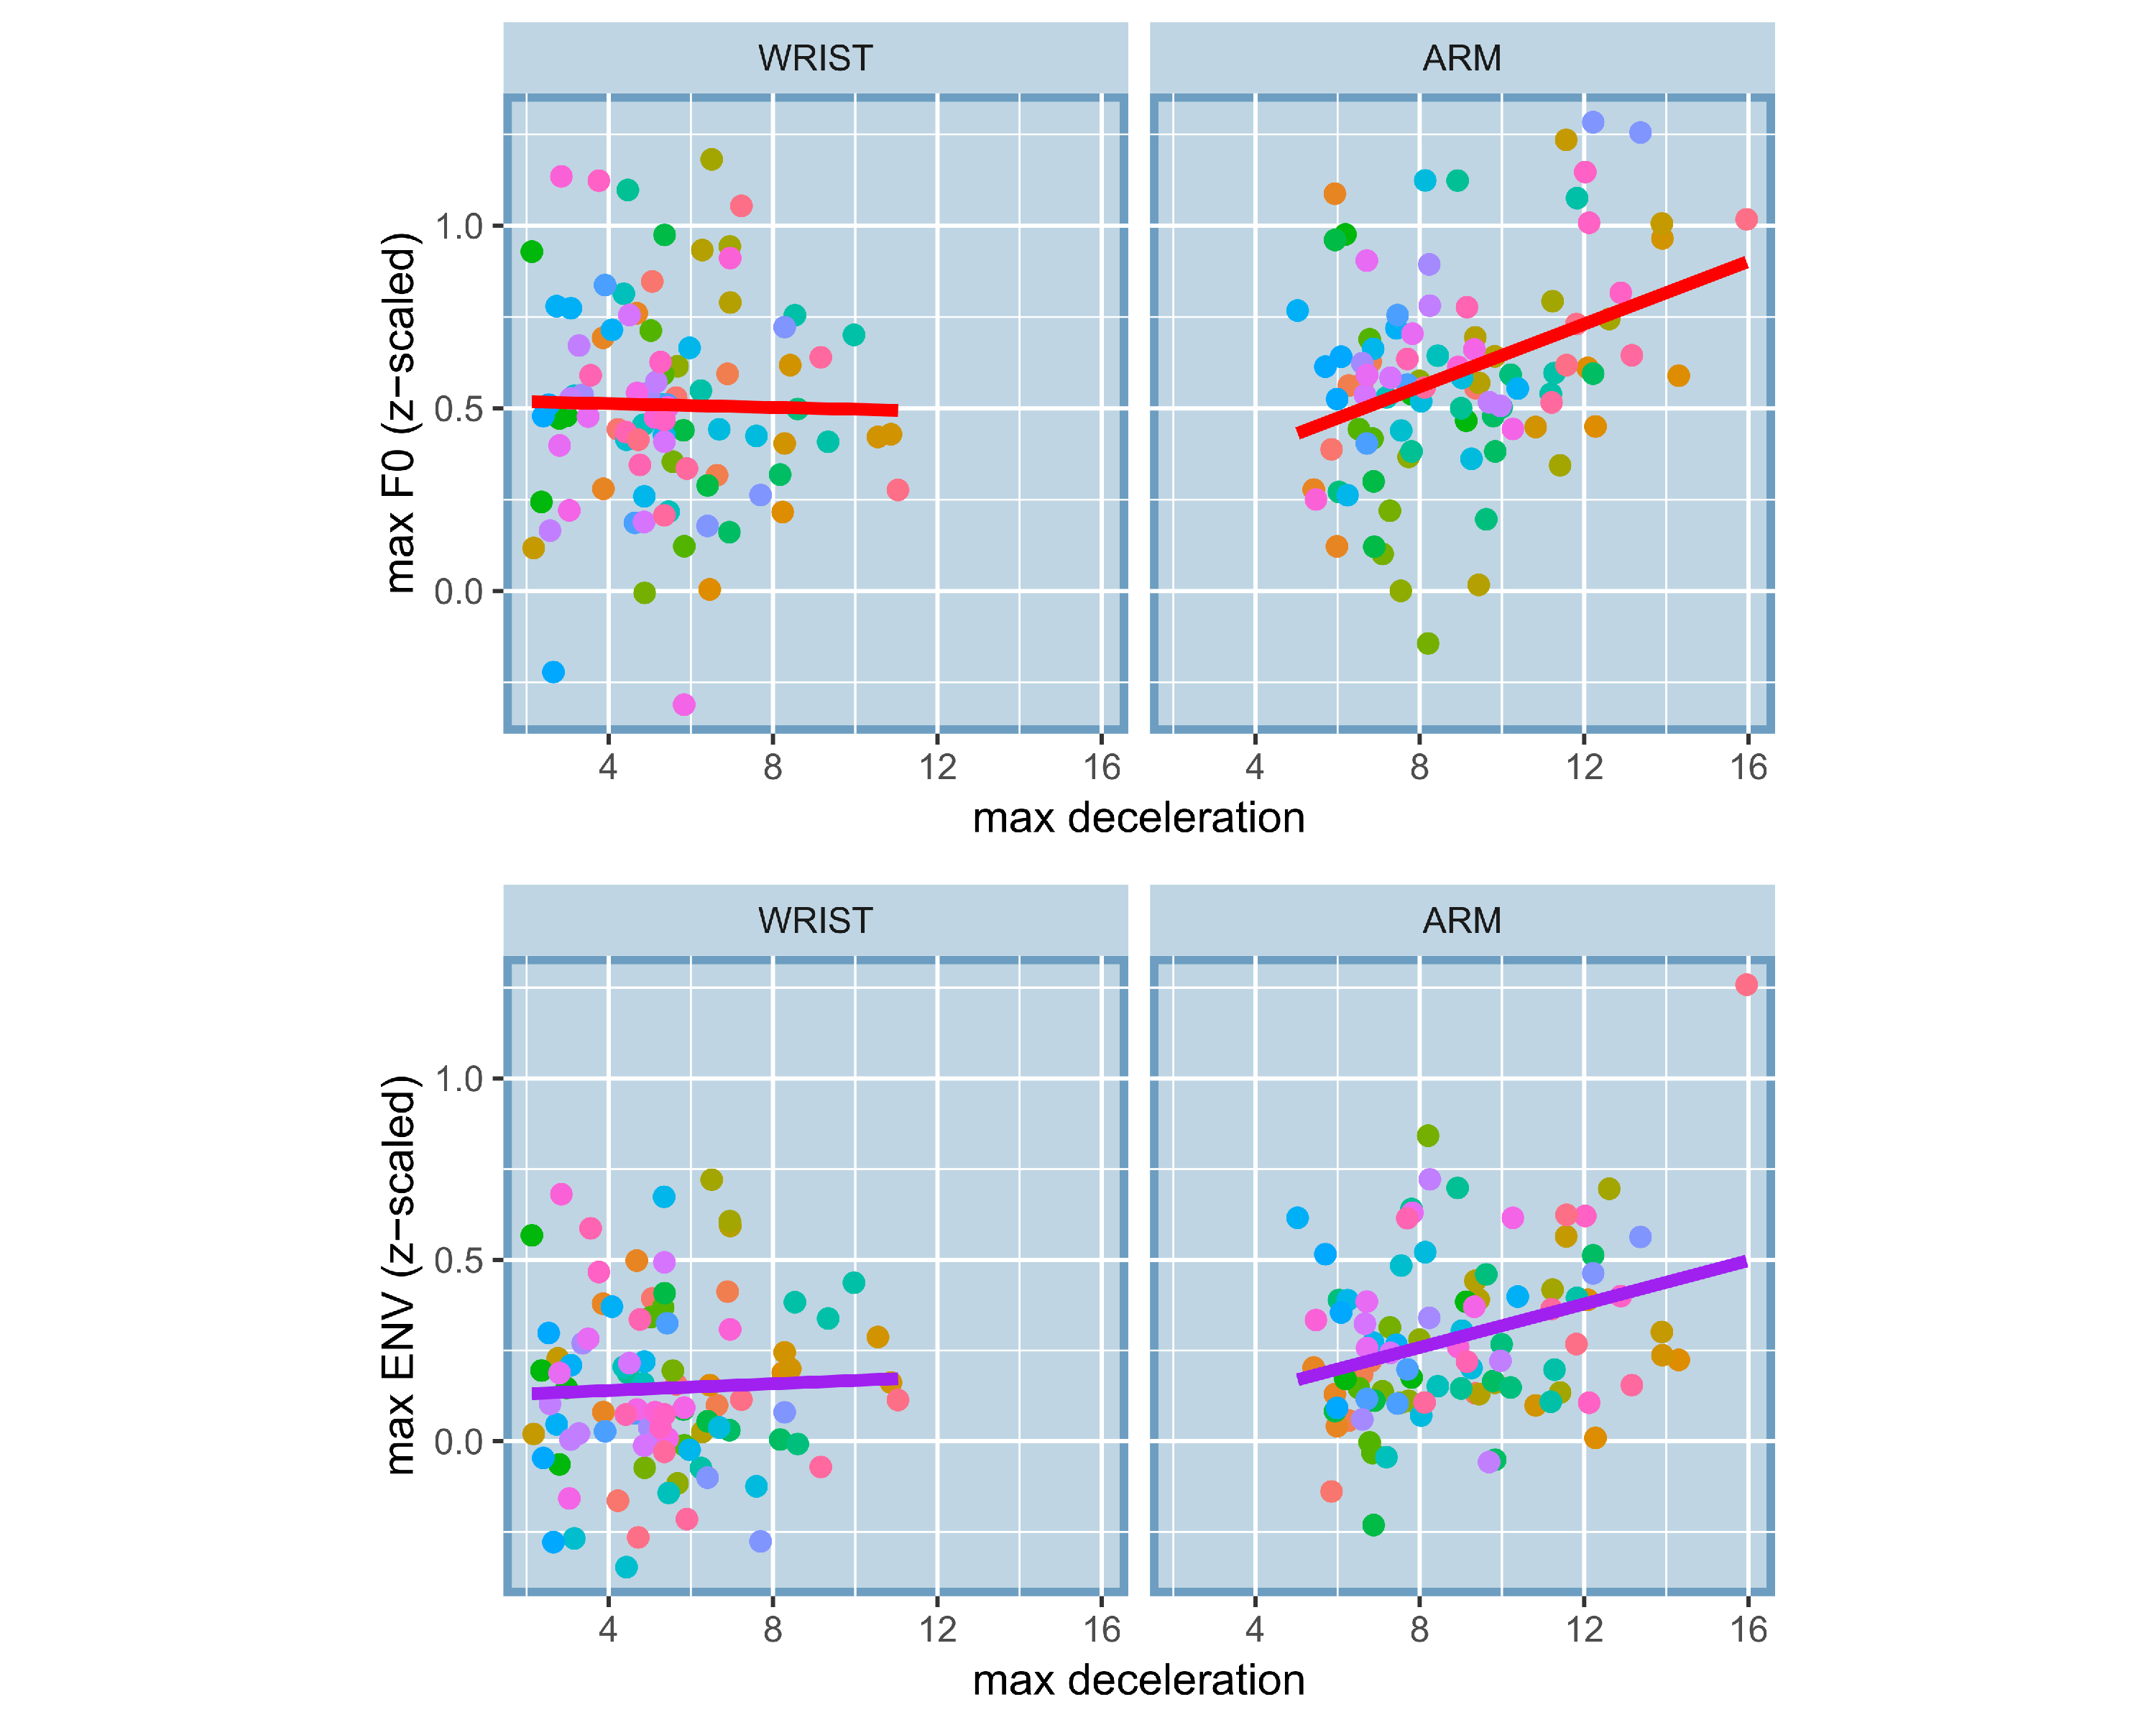 WRIST ARM
max F0 (z−scaled)
1.0
0.5
0.0
4 8 12 16 4 8 12 16
max deceleration
WRIST ARM
max ENV (z−scaled)
1.0
0.5
0.0
4 8 12 16 4 8 12 16
max deceleration